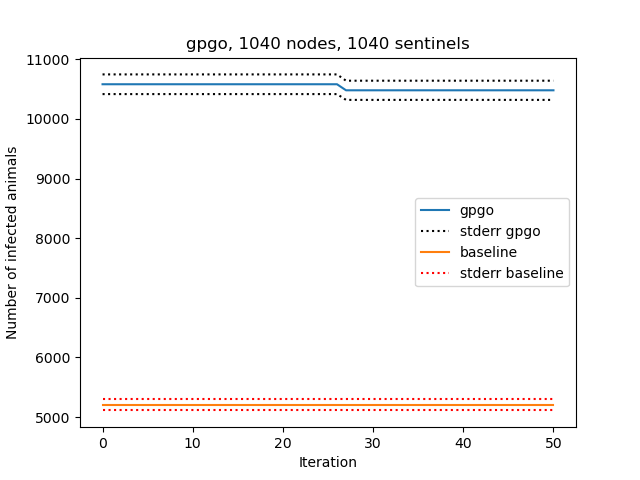 gpgo, 1040 nodes, 1040 sentinels
Number of infected animals
11000
10000
9000
8000
7000
6000
5000
gpgo
stderr gpgo
baseline
stderr baseline
0 10 20 30 40 50
Iteration